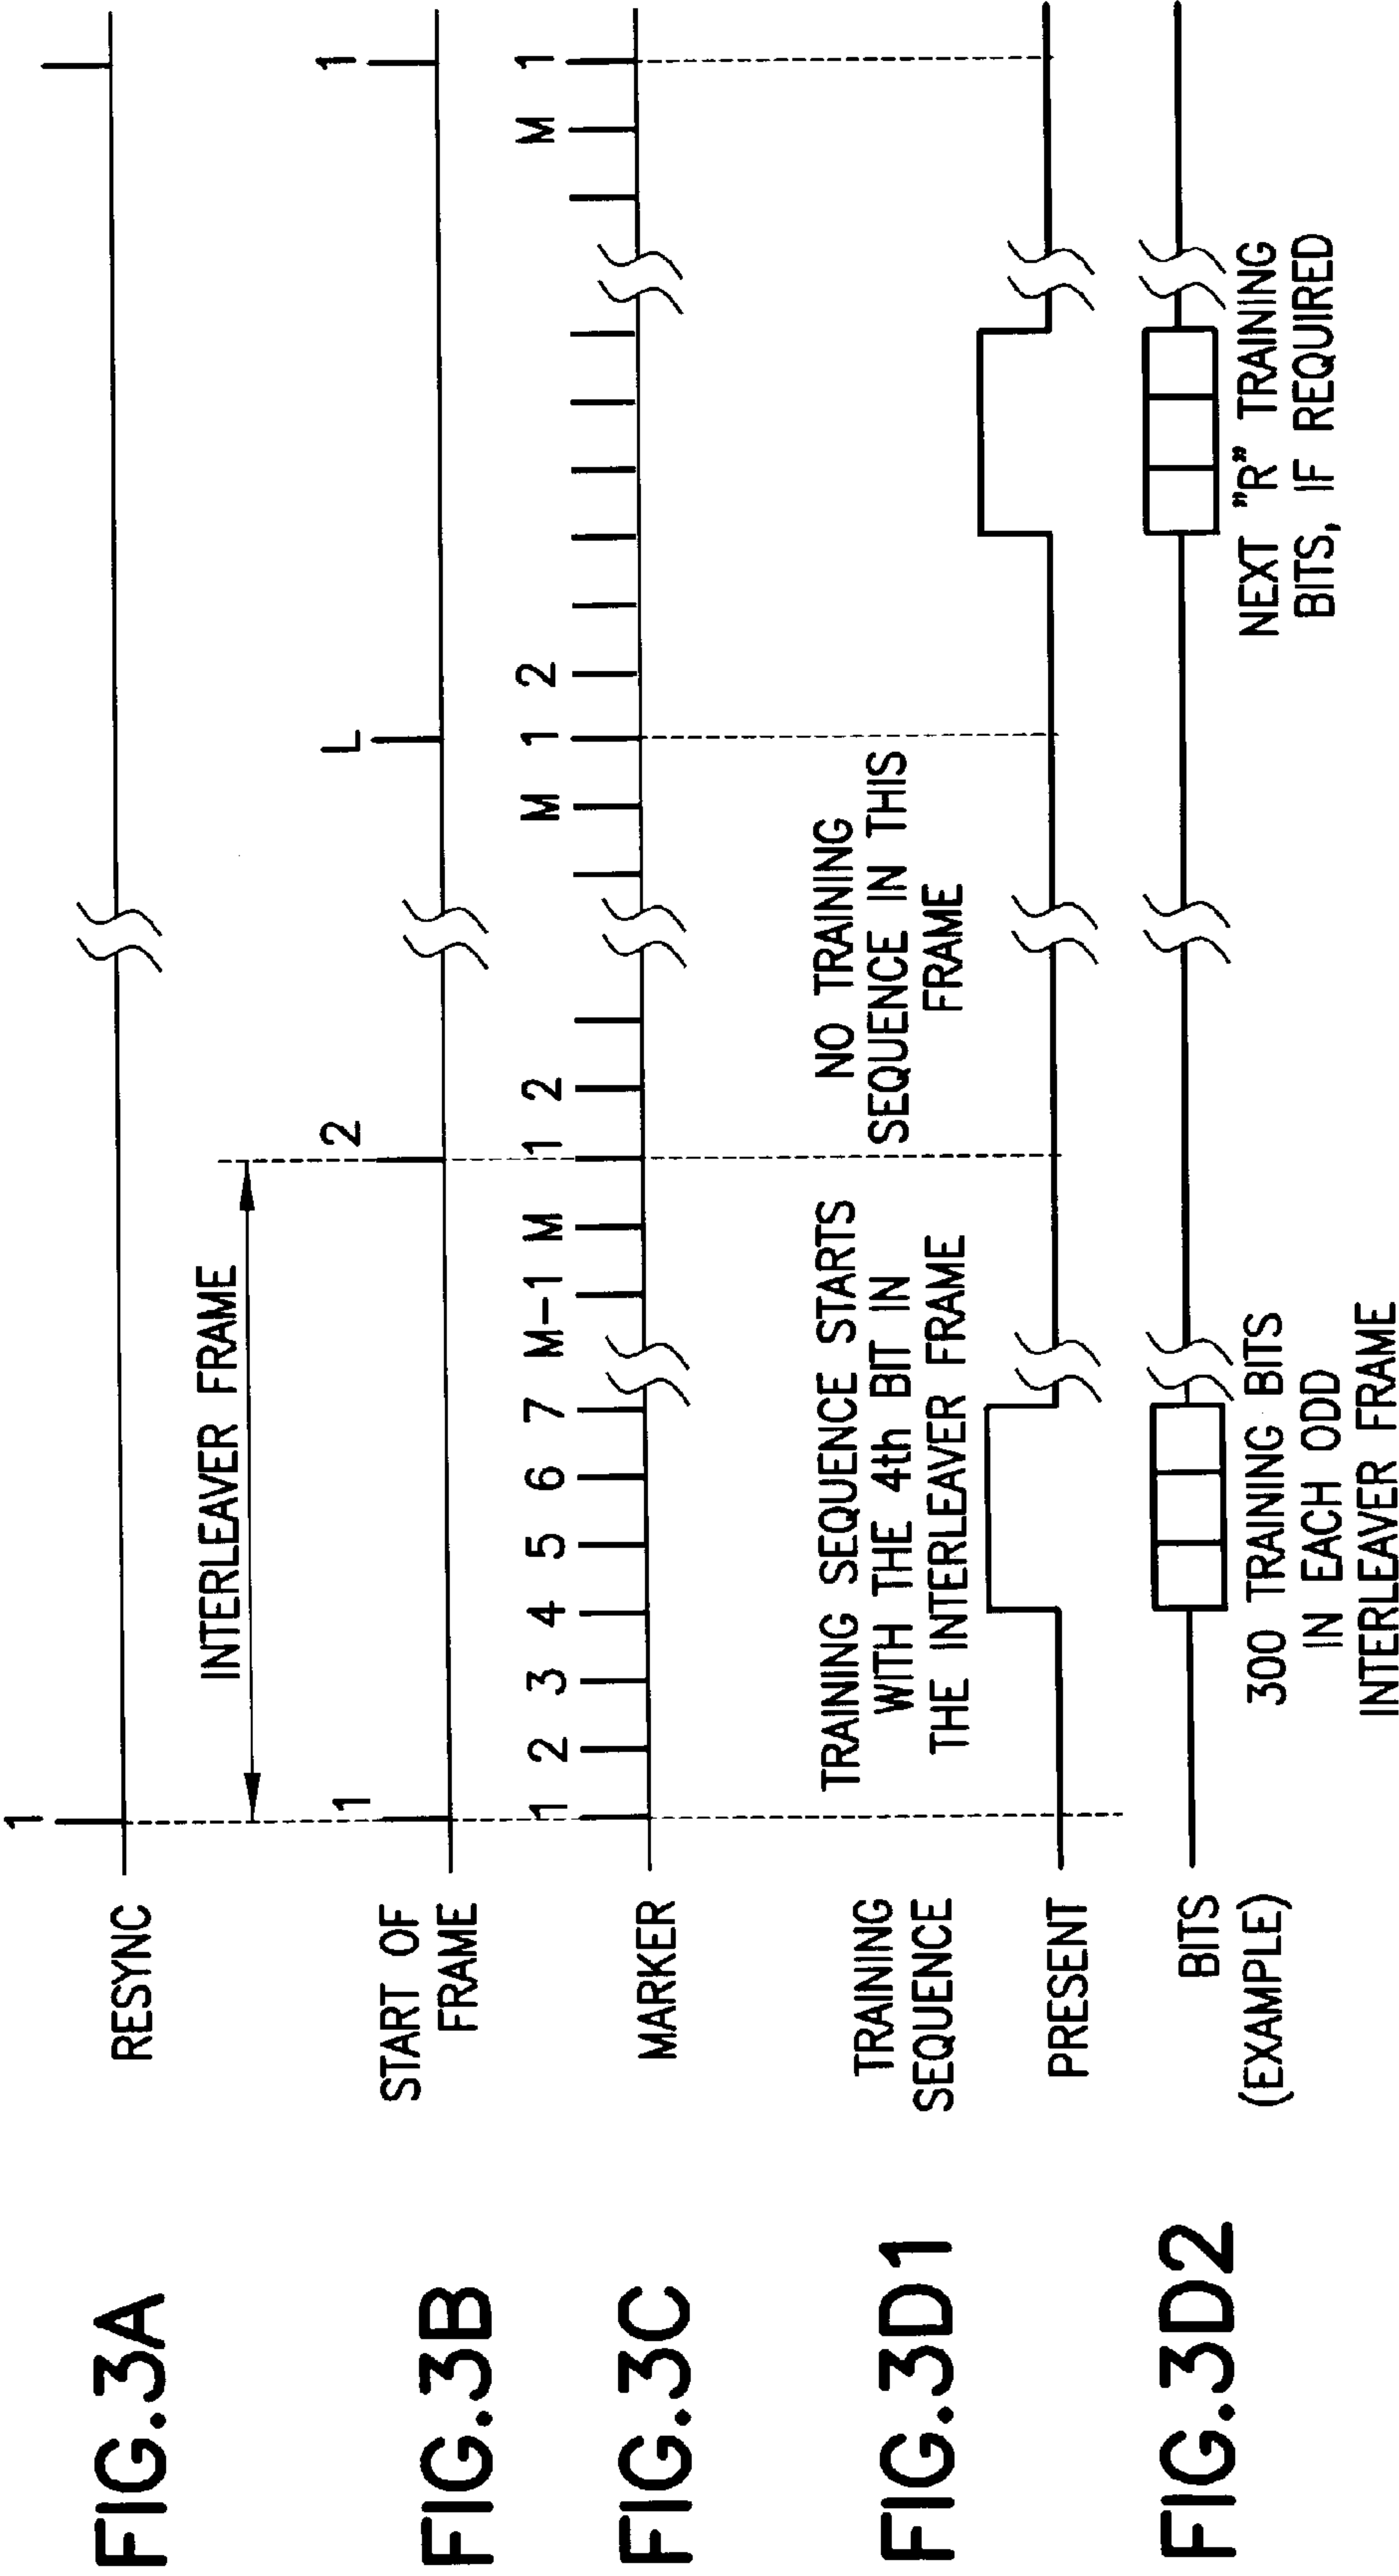 FIG.3A
RESYNC
1
INTERLEAVER FRAME
FIG.3B
START OF
FRAME
1 2 L 1
FIG.3C
MARKER
1 2 3 4 5 6 7 M-1 M 1 2 M 1 2 M 1
FIG.3D1
TRAINING
SEQUENCE
PRESENT
TRAINING SEQUENCE STARTS
WITH THE 4th BIT IN
THE INTERLEAVER FRAME
NO TRAINING
SEQUENCE IN THIS
FRAME
FIG.3D2
BITS
(EXAMPLE)
300 TRAINING BITS
IN EACH ODD
INTERLEAVER FRAME
NEXT "R" TRAINING
BITS, IF REQUIRED